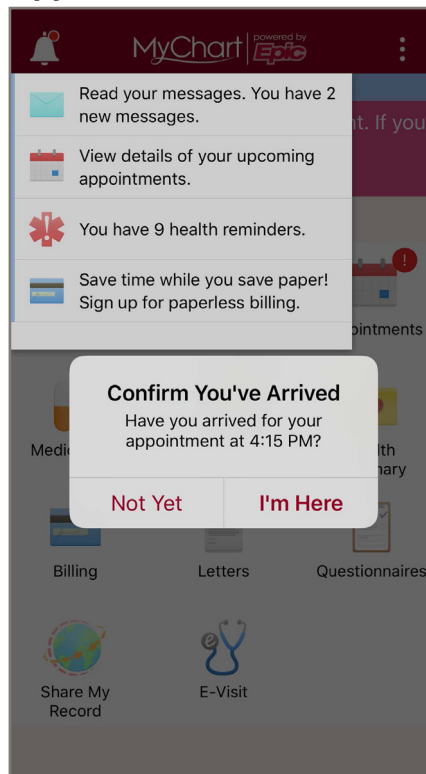 MyChart powered by Epic
Read your messages. You have 2
new messages.
View details of your upcoming
appointments.
You have 9 health reminders.
Save time while you save paper!
Sign up for paperless billing.
nt. If you
pintments
Confirm You've Arrived
Have you arrived for your
appointment at 4:15 PM?
Not Yet
I'm Here
Medic
lth
nary
Billing
Letters
Questionnaires
Share My
Record
E-Visit